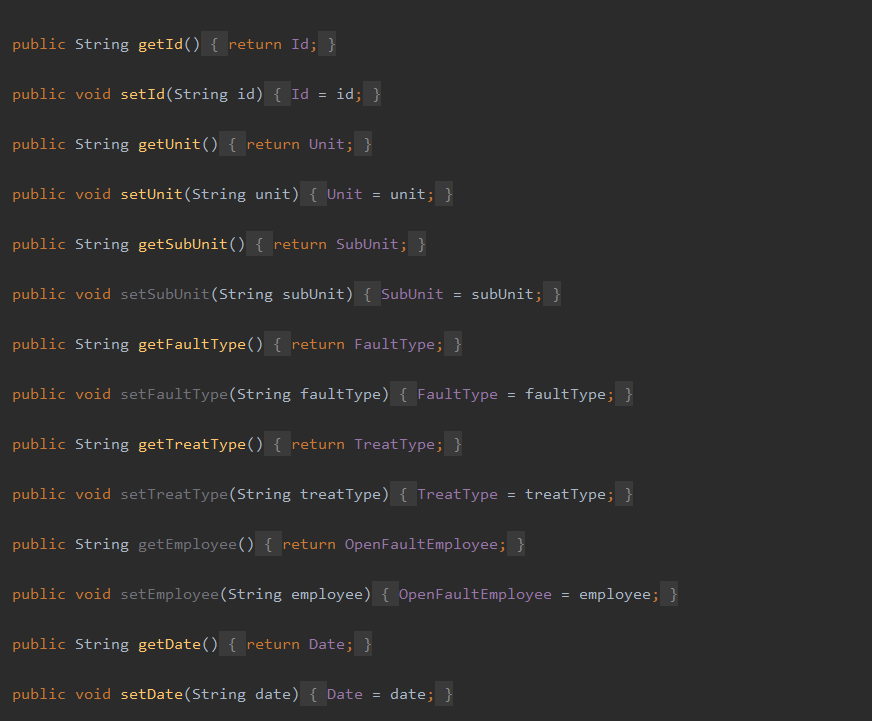 public String getId() { return Id; }
public void setId(String id) { Id = id; }
public String getUnit() { return Unit; }
public void setUnit(String unit) { Unit = unit; }
public String getSubUnit() { return SubUnit; }
public void setSubUnit(String subUnit) { SubUnit = subUnit; }
public String getFaultType() { return FaultType; }
public void setFaultType(String faultType) { FaultType = faultType; }
public String getTreatType() { return TreatType; }
public void setTreatType(String treatType) { TreatType = treatType; }
public String getEmployee() { return OpenFaultEmployee; }
public void setEmployee(String employee) { OpenFaultEmployee = employee; }
public String getDate() { return Date; }
public void setDate(String date) { Date = date; }